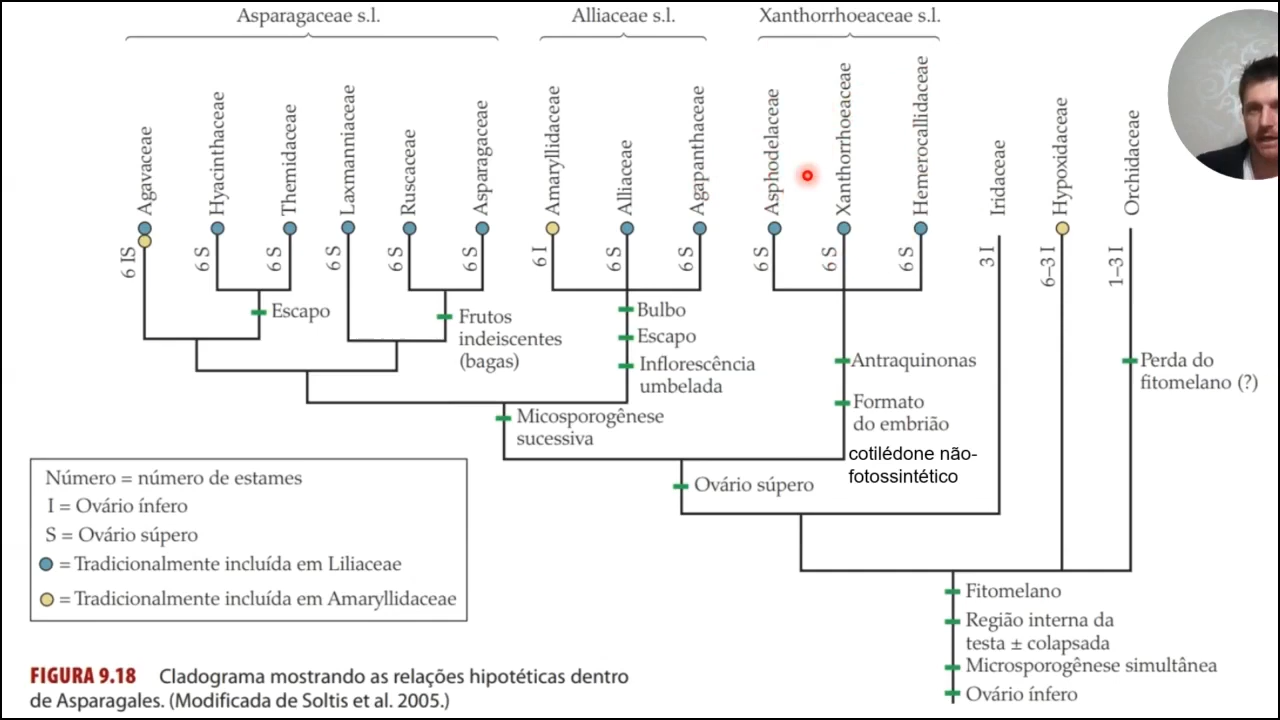 Asparagaceae s.l.
Alliaceae s.l.
Xanthorrhoeaceae s.l.
Agavaceae
Hyacinthaceae
Themidaceae
Laxmanniaceae
Ruscaceae
Asparagaceae
Amaryllidaceae
Alliaceae
Agapanthaceae
Asphodelaceae
Xanthorrhoeaceae
Hemerocallidaceae
Iridaceae
Hypoxidaceae
Orchidaceae
6 IS
6 S
6 S
6 S
6 S
6 S
6 I
6 S
6 S
6 S
6 S
6 S
3 I
6–3 I
1–3 I
Escapo
Frutos
indeiscentes
(bagas)
Bulbo
Escapo
Inflorescência
umbelada
Antraquinonas
Formato
do embrião
cotilédone não-
fotossintético
Perda do
fitomelano (?)
Micosporogênese
sucessiva
Ovário súpero
Número = número de estames
I = Ovário ínfero
S = Ovário súpero
= Tradicionalmente incluída em Liliaceae
= Tradicionalmente incluída em Amaryllidaceae
Fitomelano
Região interna da
testa ± colapsada
Microsporogênese simultânea
Ovário ínfero
FIGURA 9.18 Cladograma mostrando as relações hipotéticas dentro
de Asparagales. (Modificada de Soltis et al. 2005.)